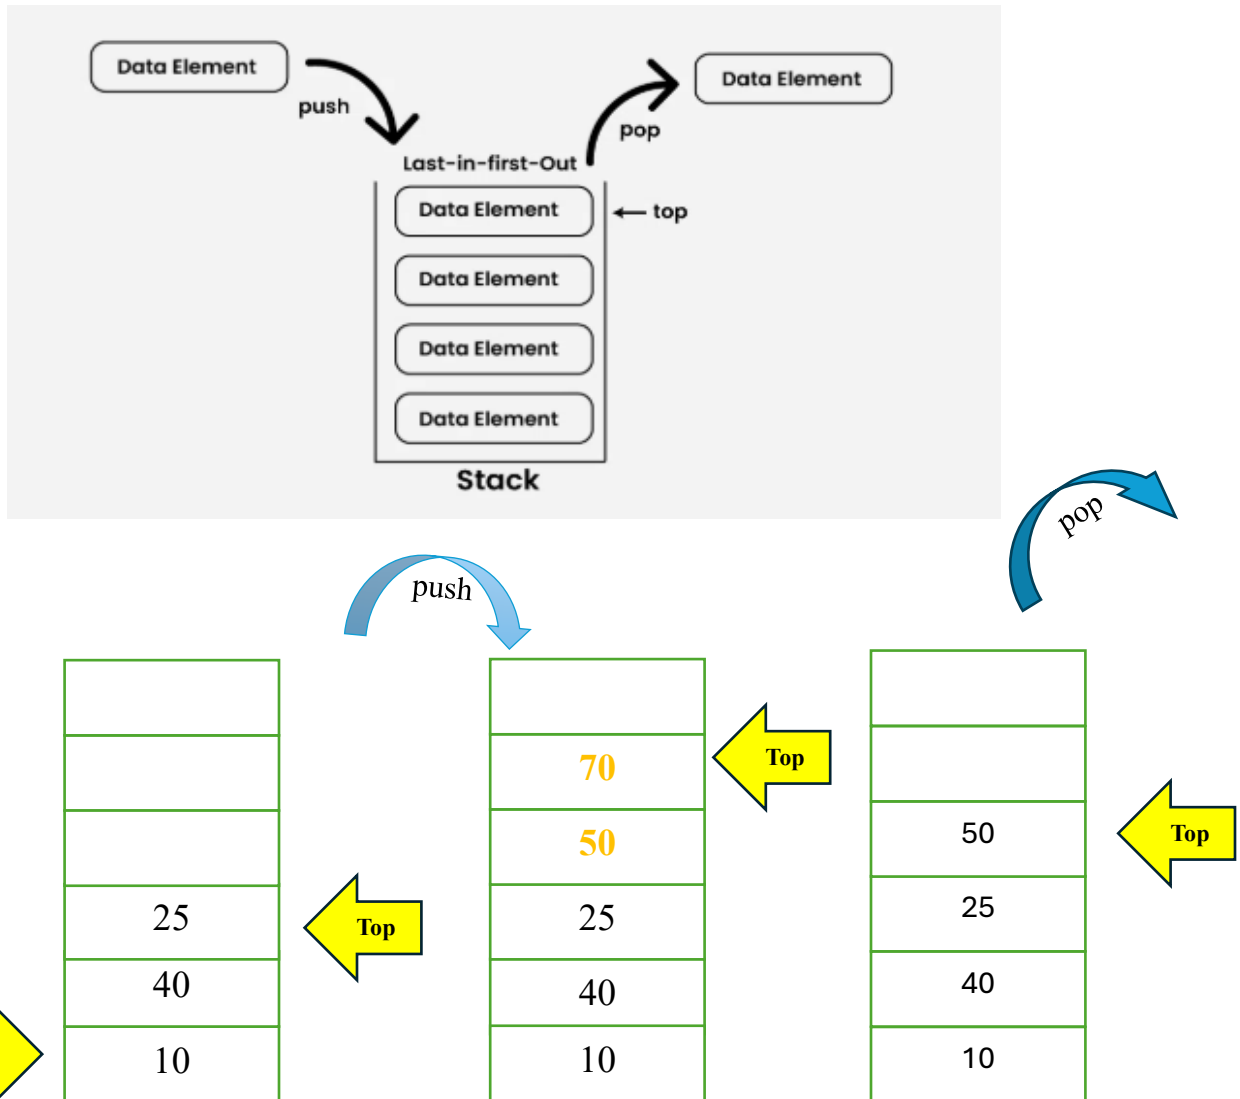 Data Element
push
Data Element
pop
Last-in-first-Out
Data Element
top
Data Element
Data Element
Data Element
Stack
push
pop
25
40
10
Top
70
50
25
40
10
Top
50
25
40
10
Top